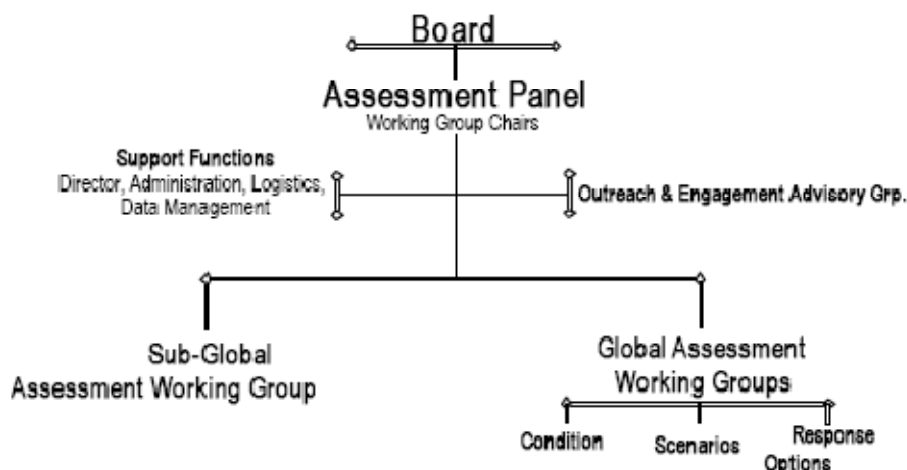 Board
Assessment Panel
Working Group Chairs
Support Functions
Director, Administration, Logistics,
Data Management
Outreach & Engagement Advisory Grp.
Sub-Global
Assessment Working Group
Global Assessment
Working Groups
Condition
Scenarios
Response
Options